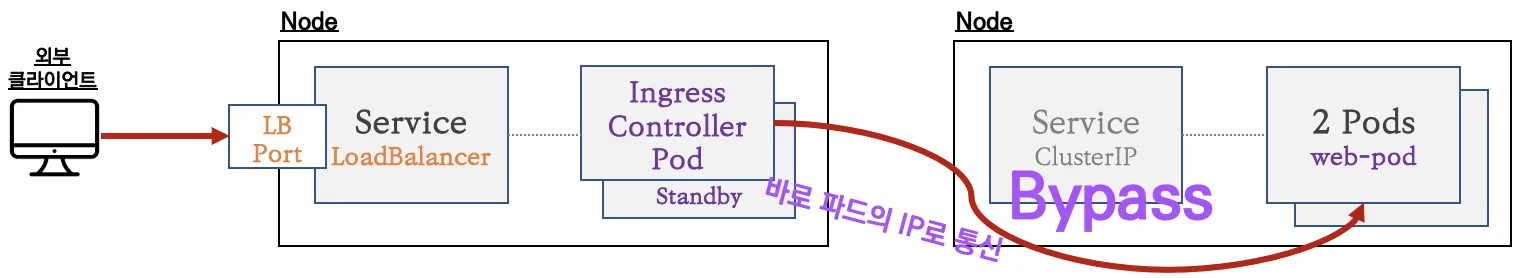 외부
클라이언트
Node
LB
Port
Service
LoadBalancer
Ingress
Controller
Pod
Standby
바로 파드의 IP로 통신
Node
Service
ClusterIP
Bypass
2 Pods
web-pod